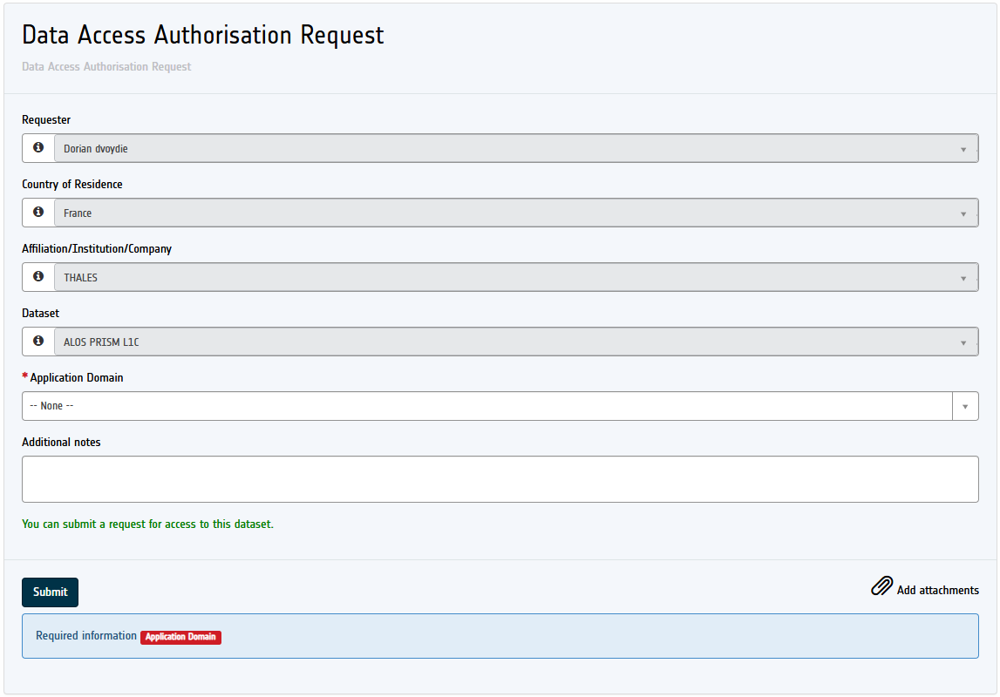 Data Access Authorisation Request
Data Access Authorisation Request
Requester
Dorian dvoydie
Country of Residence
France
Affiliation/Institution/Company
THALES
Dataset
ALOS PRISM L1C
* Application Domain
-- None --
Additional notes
You can submit a request for access to this dataset.
Submit
Add attachments
Required information Application Domain